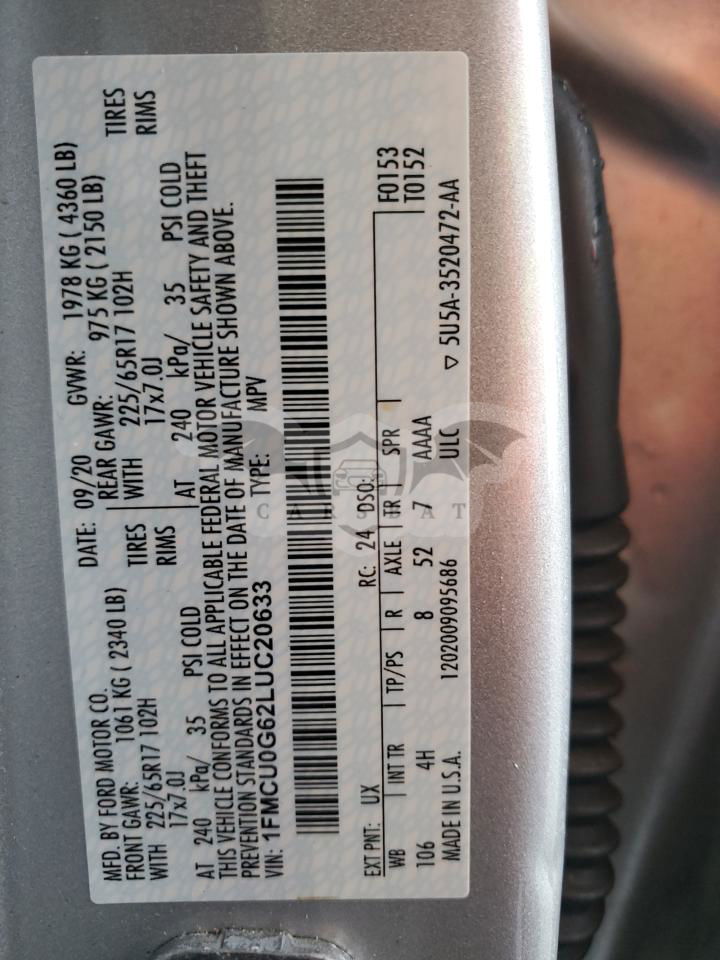 MFD. BY FORD MOTOR CO. DATE: 09/20 GVWR: 1978 KG ( 4360 LB)
FRONT GAWR: 1061 KG ( 2340 LB) REAR GAWR: 975 KG ( 2150 LB)
WITH 225/65R17 102H TIRES WITH 225/65R17 102H TIRES
17x7.0J RIMS 17x7.0J RIMS
AT 240 kPa/ 35 PSI COLD AT 240 kPa/ 35 PSI COLD
THIS VEHICLE CONFORMS TO ALL APPLICABLE FEDERAL MOTOR VEHICLE SAFETY AND THEFT
PREVENTION STANDARDS IN EFFECT ON THE DATE OF MANUFACTURE SHOWN ABOVE.
VIN: 1FMCU0G62LUC20633 TYPE: MPV
EXT PNT: UX RC: 24 DSO: F0153
WB INT TR TP/PS R AXLE TR SPR T0152
106 4H 8 52 7 AAAA
MADE IN U.S.A. 1202009095686 ULC ▽ 5U5A-3520472-AA
CARBAT